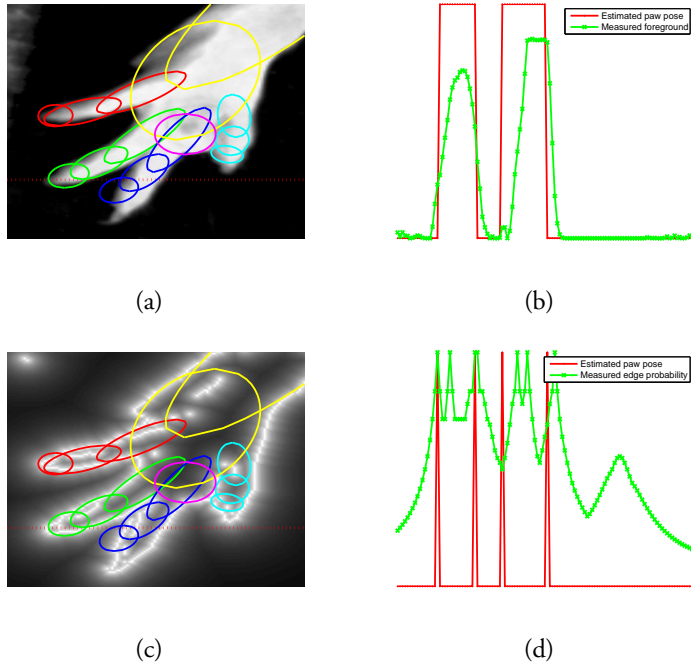 Estimated paw pose
Measured foreground
(a)
(b)
Estimated paw pose
Measured edge probability
(c)
(d)